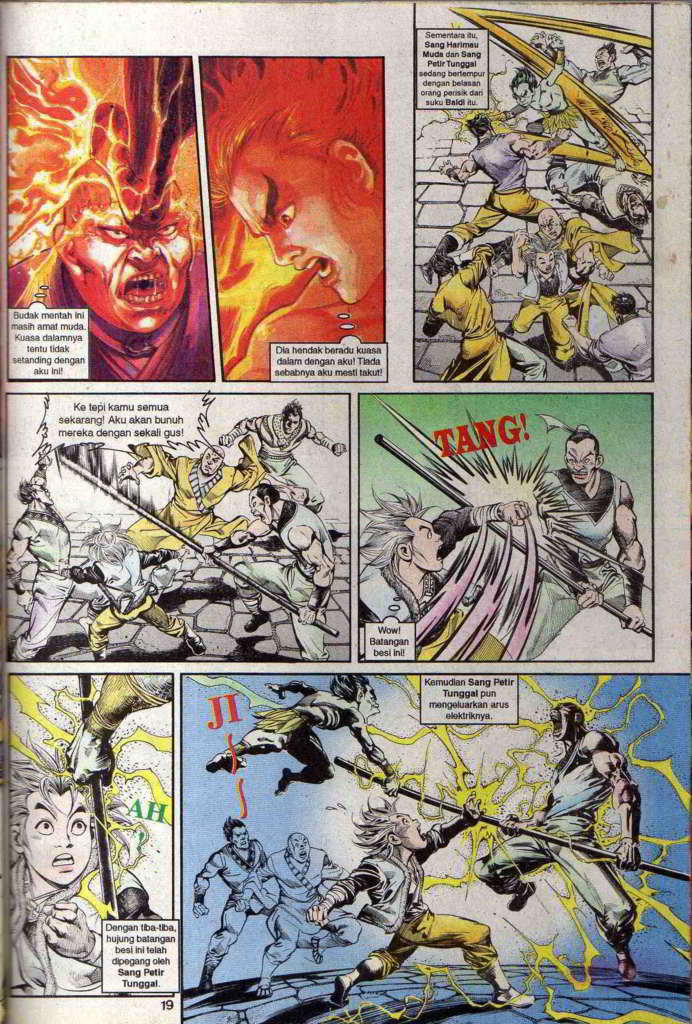 Budak mentah ini
masih amat muda.
Kuasa dalamnya
tentu tidak
setanding dengan
aku ini!
Dia hendak beradu kuasa
dalam dengan aku! Tiada
sebabnya aku mesti takut!
Sementara itu,
Sang Harimau
Muda dan Sang
Petir Tunggal
sedang bertempur
dengan belasan
orang perisik dari
suku Baldi itu.
Ke tepi kamu semua
sekarang! Aku akan bunuh
mereka dengan sekali gus!
TANG!
Wow!
Batangan
besi ini!
AH
Dengan tiba-tiba,
hujung batangan
besi ini telah
dipegang oleh
Sang Petir
Tunggal.
JI
Kemudian Sang Petir
Tunggal pun
mengeluarkan arus
elektriknya.
19